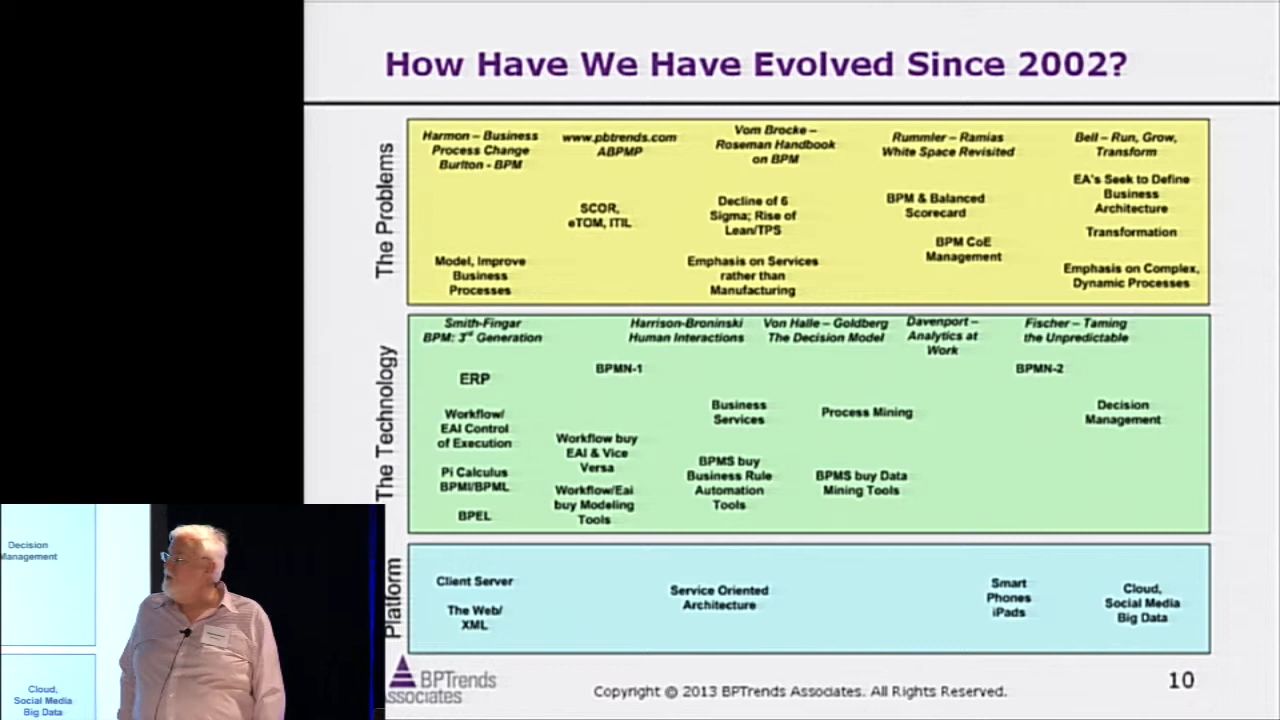 How Have We Have Evolved Since 2002?
The Problems
Harmon – Business
Process Change
Burlton - BPM
www.pbtrends.com
ABPMP
Vom Brocke –
Roseman Handbook
on BPM
Rummler – Ramias
White Space Revisited
Bell – Run, Grow,
Transform
SCOR,
eTOM, ITIL
Decline of 6
Sigma; Rise of
Lean/TPS
BPM & Balanced
Scorecard
EA's Seek to Define
Business
Architecture
Transformation
BPM CoE
Management
Model, Improve
Business
Processes
Emphasis on Services
rather than
Manufacturing
Emphasis on Complex,
Dynamic Processes
The Technology
Smith-Fingar
BPM: 3rd Generation
Harrison-Broninski
Human Interactions
Von Halle – Goldberg
The Decision Model
Davenport –
Analytics at
Work
Fischer – Taming
the Unpredictable
ERP
BPMN-1
BPMN-2
Workflow/
EAI Control
of Execution
Business
Services
Process Mining
Decision
Management
Workflow buy
EAI & Vice
Versa
Pi Calculus
BPMI/BPML
BPMS buy
Business Rule
Automation
Tools
BPMS buy Data
Mining Tools
Workflow/Eai
buy Modeling
Tools
BPEL
Platform
Client Server
The Web/
XML
Service Oriented
Architecture
Smart
Phones
iPads
Cloud,
Social Media
Big Data
BPTrends
Associates
Copyright © 2013 BPTrends Associates. All Rights Reserved.
10
Decision
Management
Cloud,
Social Media
Big Data